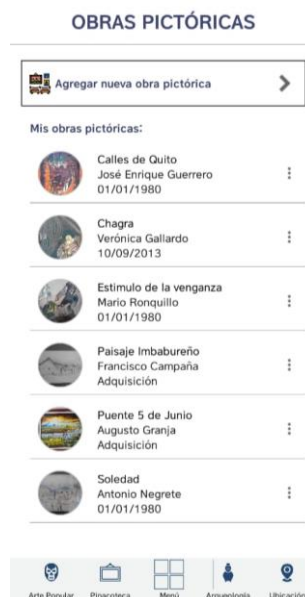 OBRAS PICTÓRICAS
Agregar nueva obra pictórica
Mis obras pictóricas:
Calles de Quito
José Enrique Guerrero
01/01/1980
Chagra
Verónica Gallardo
10/09/2013
Estimulo de la venganza
Mario Ronquillo
01/01/1980
Paisaje Imbabureño
Francisco Campaña
Adquisición
Puente 5 de Junio
Augusto Granja
Adquisición
Soledad
Antonio Negrete
01/01/1980
Arte Popular Pinacoteca Menú Arqueología Ubicación